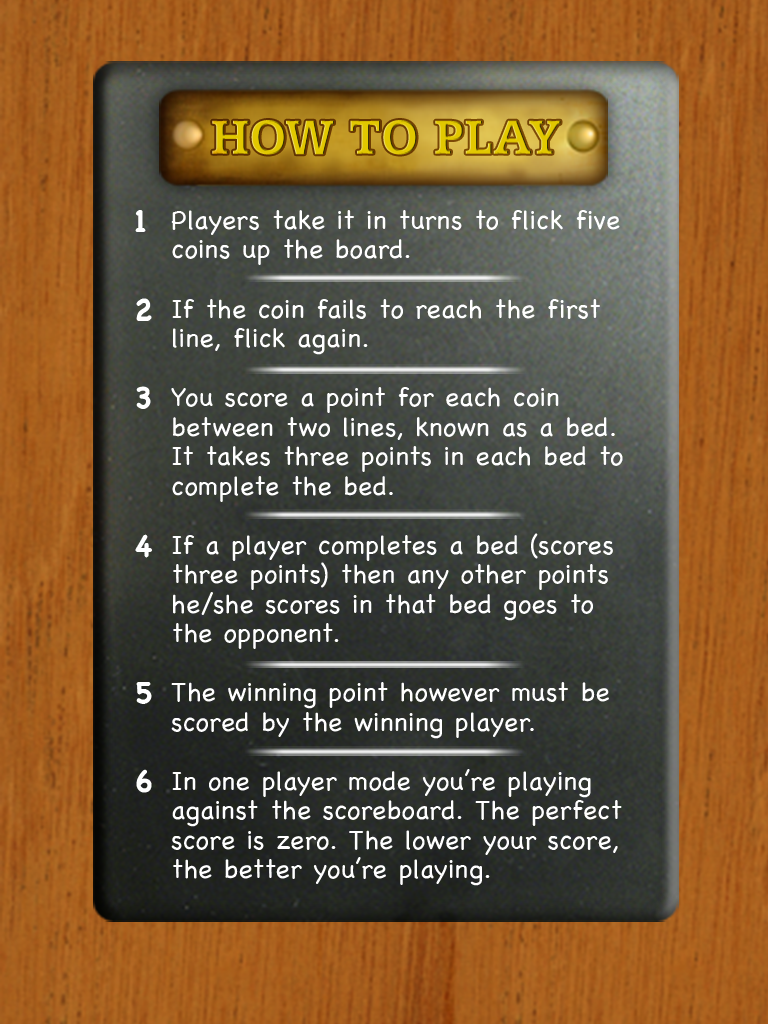 HOW TO PLAY
1 Players take it in turns to flick five
coins up the board.
2 If the coin fails to reach the first
line, flick again.
3 You score a point for each coin
between two lines, known as a bed.
It takes three points in each bed to
complete the bed.
4 If a player completes a bed (scores
three points) then any other points
he/she scores in that bed goes to
the opponent.
5 The winning point however must be
scored by the winning player.
6 In one player mode you're playing
against the scoreboard. The perfect
score is zero. The lower your score,
the better you're playing.